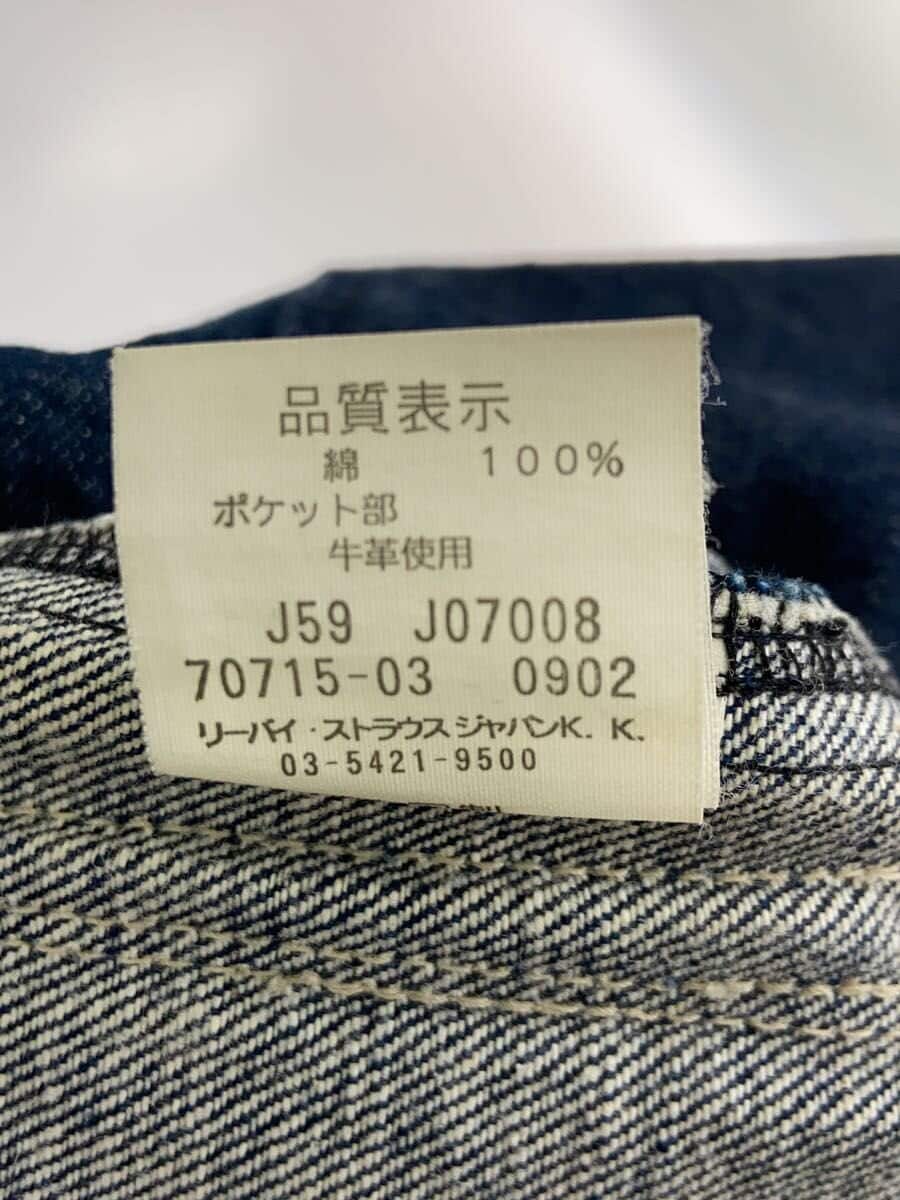 品質表示
綿 100%
ポケット部
牛革使用
J59 J07008
70715-03 0902
リーバイ・ストラウスジャパンK.K.
03-5421-9500